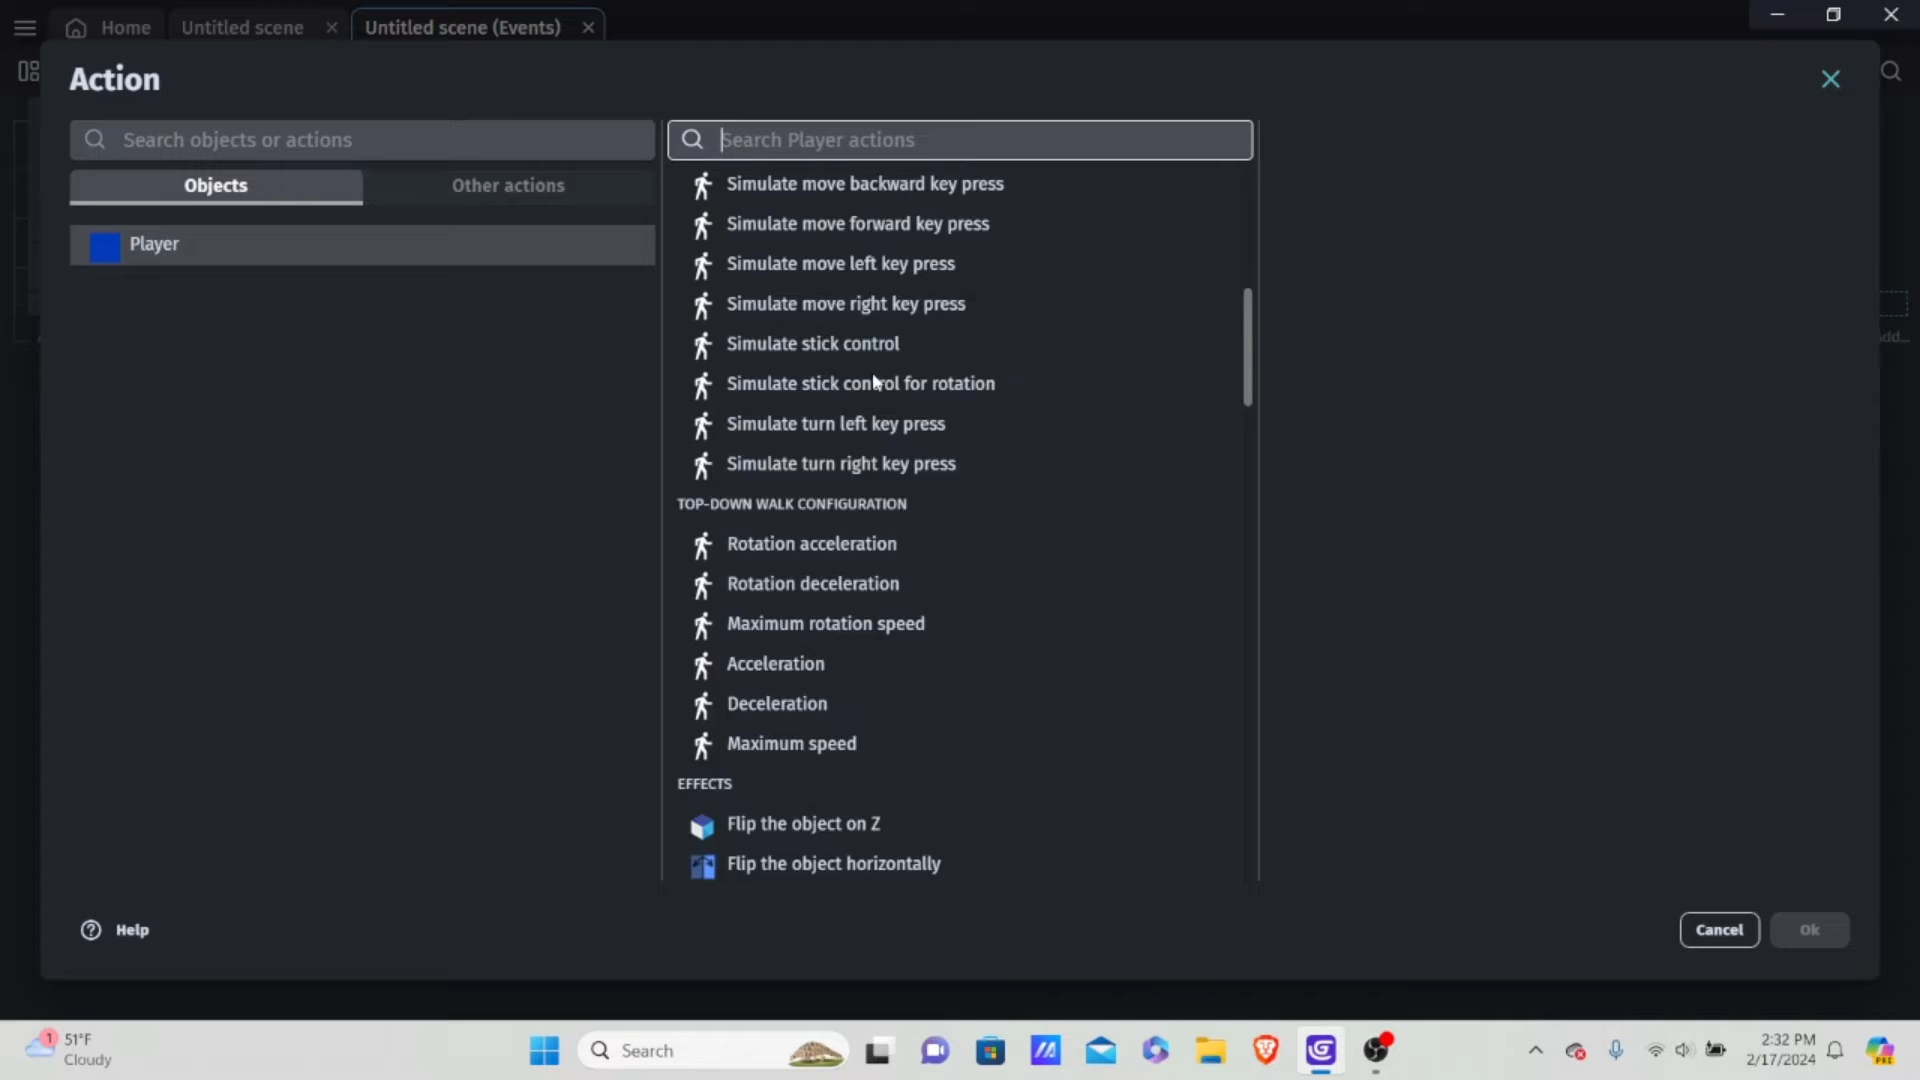 Home
Untitled scene
Untitled scene (Events)
Action
Search objects or actions
Search Player actions
Objects
Other actions
Player
Simulate move backward key press
Simulate move forward key press
Simulate move left key press
Simulate move right key press
Simulate stick control
Simulate stick control for rotation
Simulate turn left key press
Simulate turn right key press
TOP-DOWN WALK CONFIGURATION
Rotation acceleration
Rotation deceleration
Maximum rotation speed
Acceleration
Deceleration
Maximum speed
EFFECTS
Flip the object on Z
Flip the object horizontally
dd...
Help
Cancel
Ok
1
51°F
Cloudy
Search
2:32 PM
2/17/2024
PRE